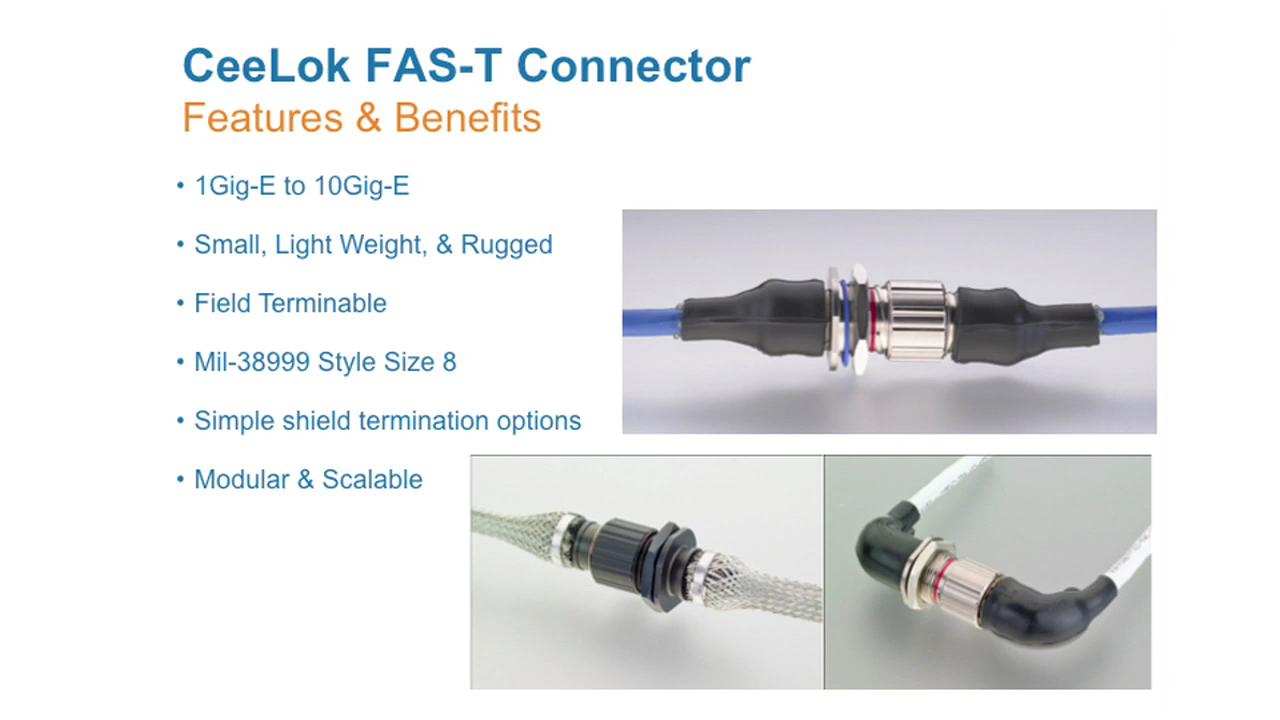 CeeLok FAS-T Connector
Features & Benefits
• 1Gig-E to 10Gig-E
• Small, Light Weight, & Rugged
• Field Terminable
• Mil-38999 Style Size 8
• Simple shield termination options
• Modular & Scalable